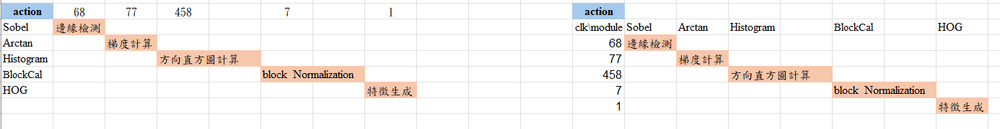 action 68 77 458 7 1
Sobel 邊緣檢測
Arctan 梯度計算
Histogram 方向直方圖計算
BlockCal block Normalization
HOG 特徵生成
action
clk\module Sobel Arctan Histogram BlockCal HOG
68 邊緣檢測
77 梯度計算
458 方向直方圖計算
7 block Normalization
1 特徵生成